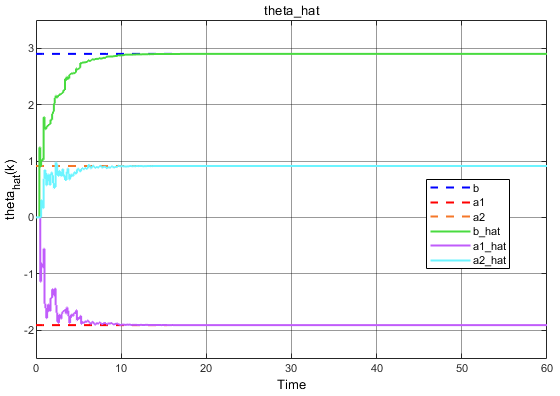 theta_hat
3
2
1
0
-1
-2
theta_hat(k)
0
10
20
30
40
50
60
Time
b
a1
a2
b_hat
a1_hat
a2_hat